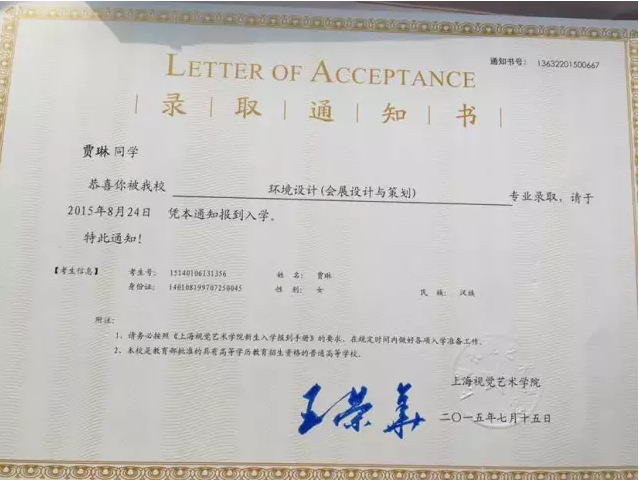 通知书号： 13632201500667
LETTER OF ACCEPTANCE
录 取 通 知 书
贾琳 同学
恭喜你被我校 环境设计(会展设计与策划) 专业录取，请于
2015年8月24日 凭本通知报到入学。
特此通知！
【考生信息】 考生号： 15140106131356 姓 名： 贾琳
身份证： 140108199707250045 性 别： 女 民 族： 汉族
附注：
1、请务必按照《上海视觉艺术学院新生入学报到手册》的要求，在规定时间内做好各项入学准备工作。
2、本校是教育部批准的具有高等学历教育招生资格的普通高等学校。
上海视觉艺术学院
王荣华
二〇一五年七月十五日